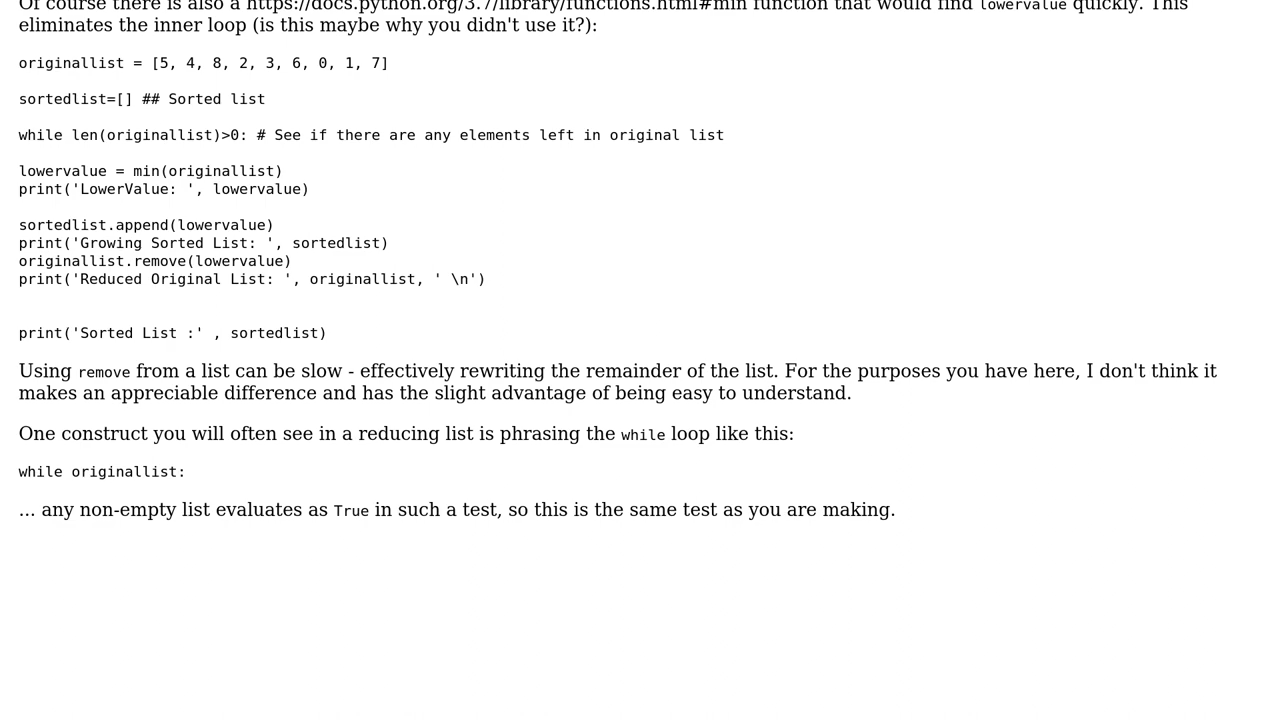 Of course there is also a https://docs.python.org/3.7/library/functions.html#min function that would find lowervalue quickly. This
eliminates the inner loop (is this maybe why you didn't use it?):
originallist = [5, 4, 8, 2, 3, 6, 0, 1, 7]
sortedlist=[] ## Sorted list
while len(originallist)>0: # See if there are any elements left in original list
lowervalue = min(originallist)
print('LowerValue: ', lowervalue)
sortedlist.append(lowervalue)
print('Growing Sorted List: ', sortedlist)
originallist.remove(lowervalue)
print('Reduced Original List: ', originallist, ' \n')
print('Sorted List :' , sortedlist)
Using remove from a list can be slow - effectively rewriting the remainder of the list. For the purposes you have here, I don't think it
makes an appreciable difference and has the slight advantage of being easy to understand.
One construct you will often see in a reducing list is phrasing the while loop like this:
while originallist:
... any non-empty list evaluates as True in such a test, so this is the same test as you are making.